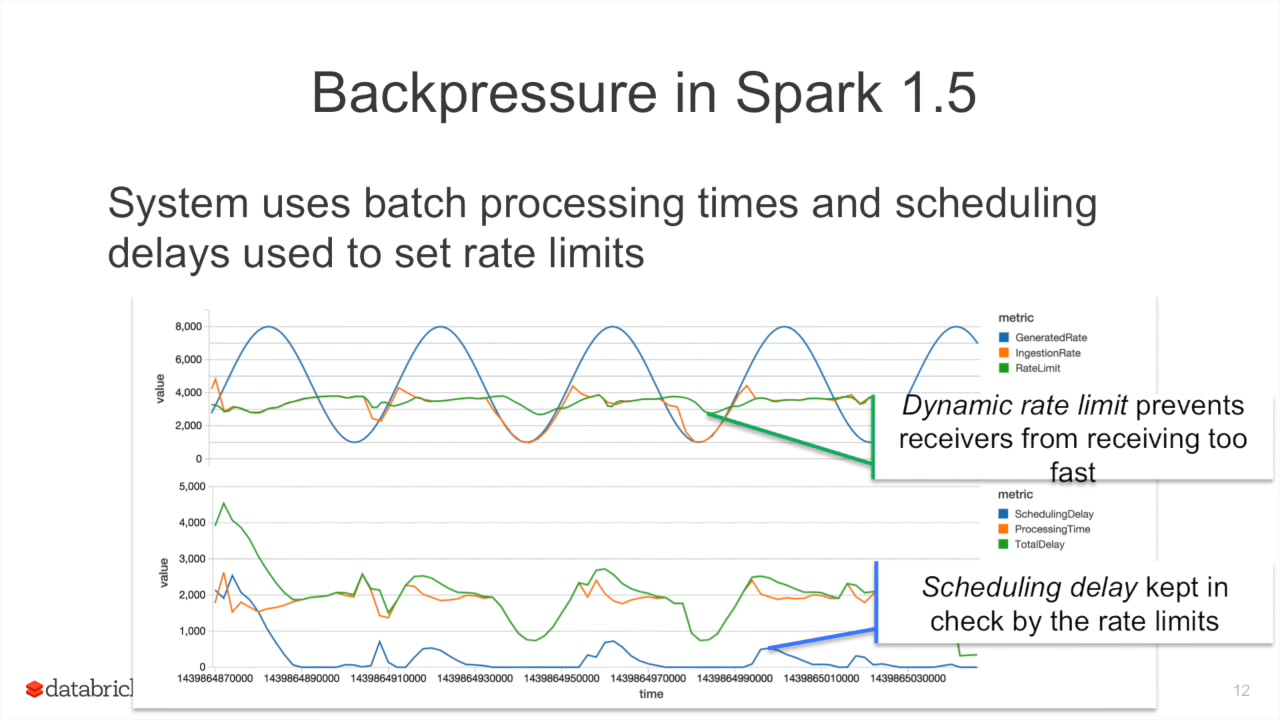 Backpressure in Spark 1.5
System uses batch processing times and scheduling
delays used to set rate limits
8,000
6,000
4,000
2,000
0
value
metric
GeneratedRate
IngestionRate
RateLimit
Dynamic rate limit prevents
receivers from receiving too
fast
5,000
4,000
3,000
2,000
1,000
0
value
metric
SchedulingDelay
ProcessingTime
TotalDelay
Scheduling delay kept in
check by the rate limits
1439864870000 1439864890000 1439864910000 1439864930000 1439864950000 1439864970000 1439864990000 1439865010000 1439865030000
time
databric
12